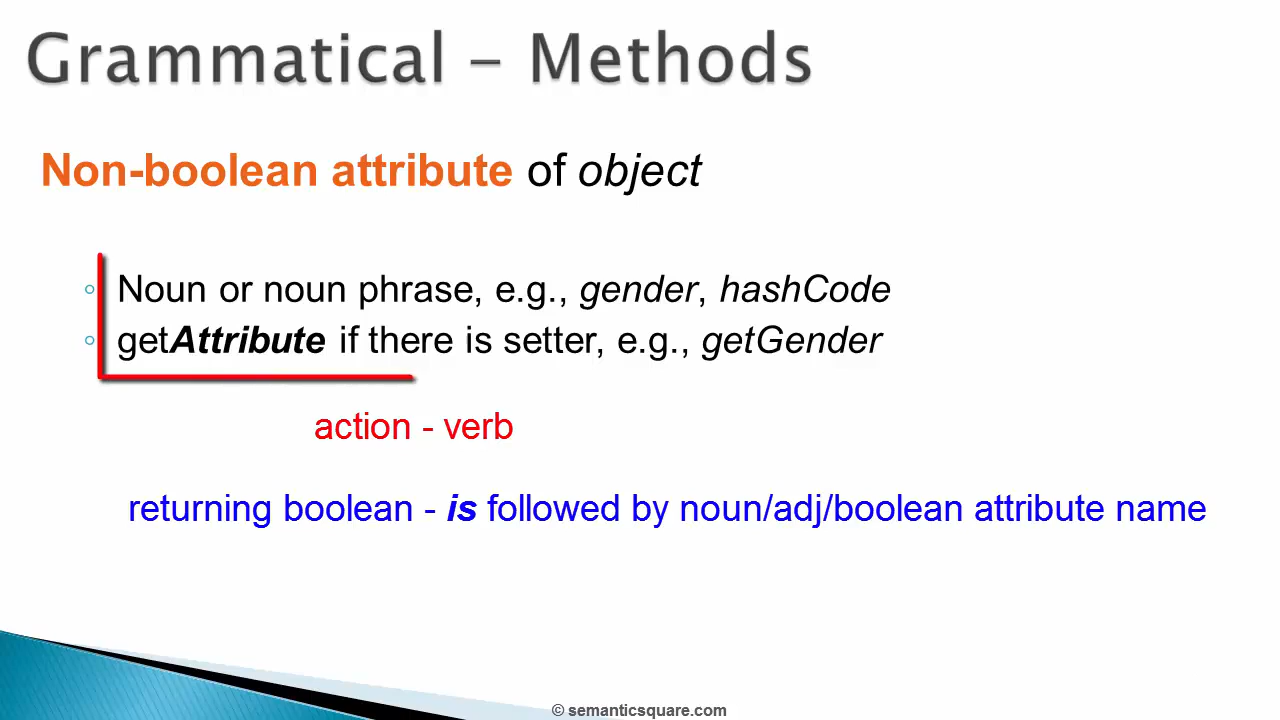 Grammatical - Methods
Non-boolean attribute of object
Noun or noun phrase, e.g., gender, hashCode
getAttribute if there is setter, e.g., getGender
action - verb
returning boolean - is followed by noun/adj/boolean attribute name
© semanticsquare.com